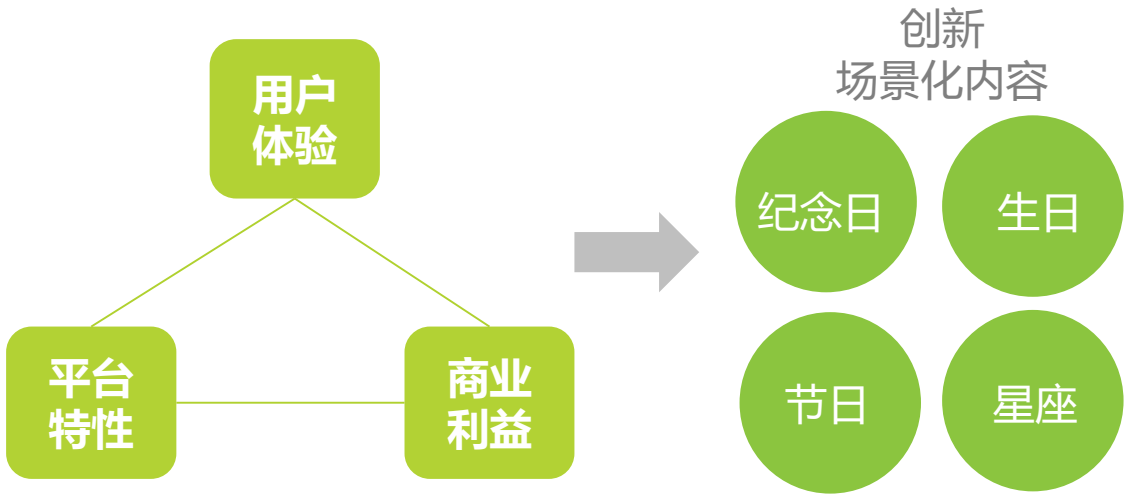 用户
体验
平台
特性
商业
利益
创新
场景化内容
纪念日
生日
节日
星座